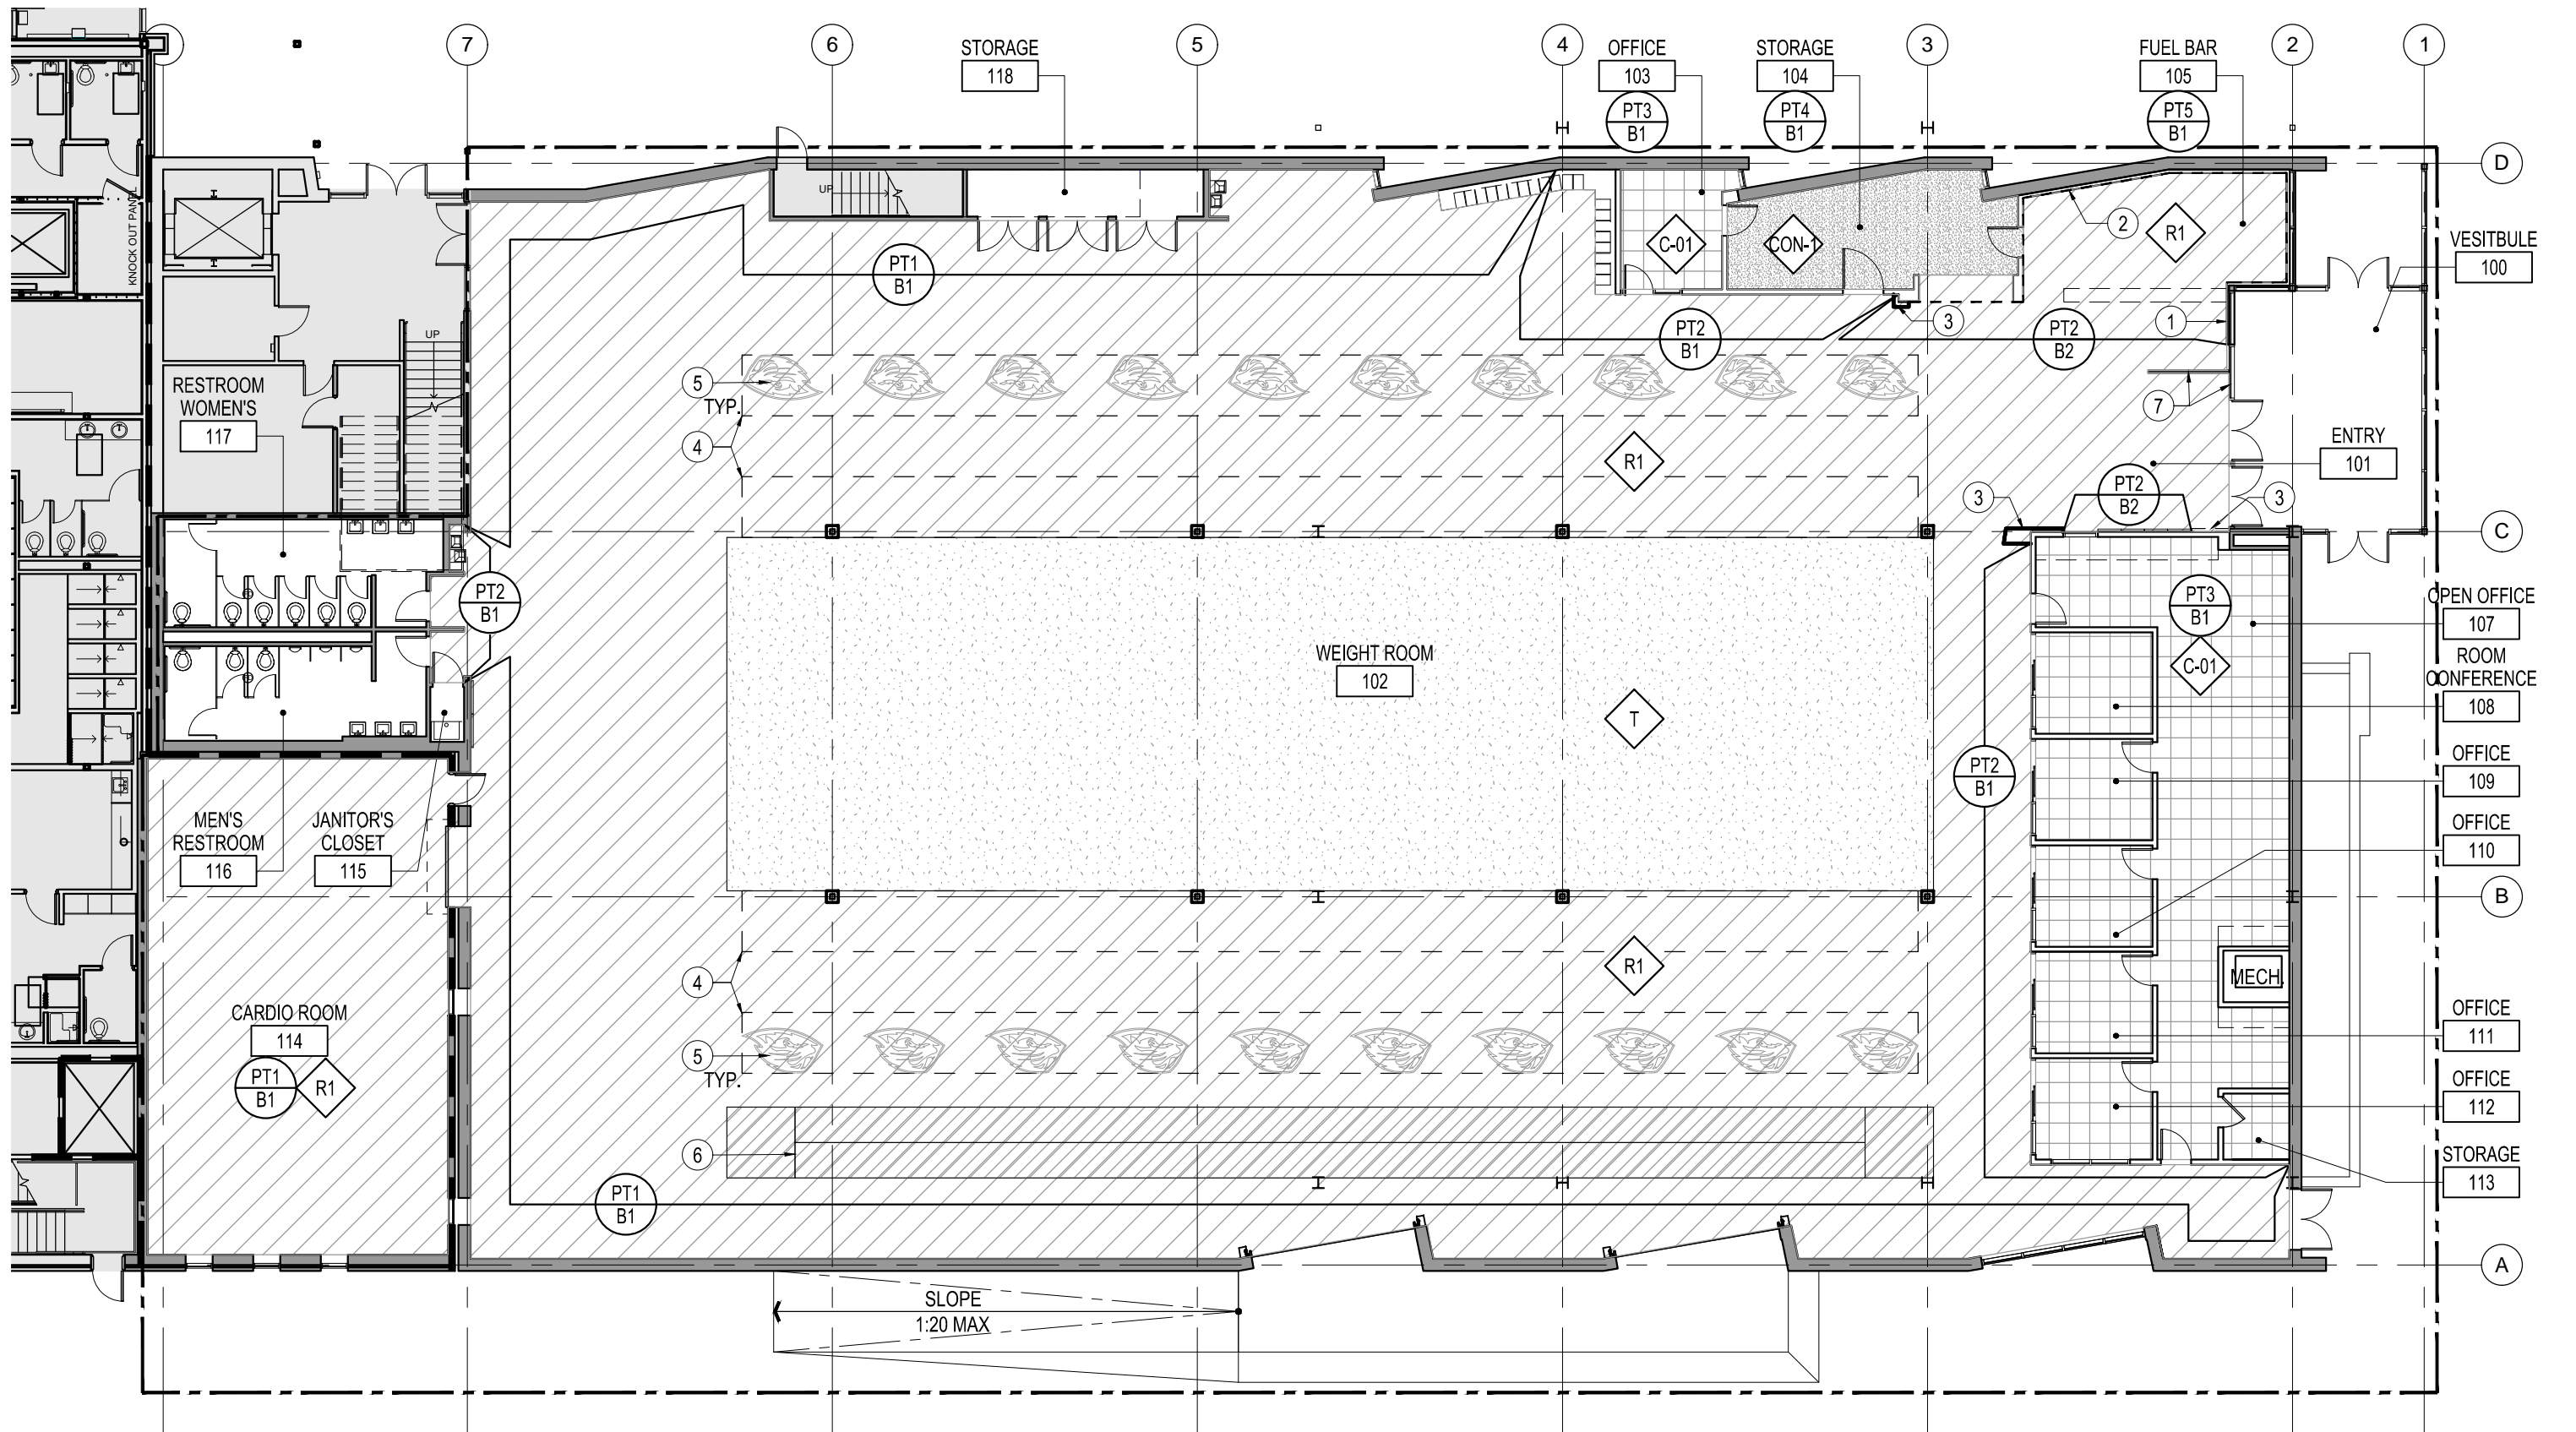 7
6
5
4
3
2
1
STORAGE
118
OFFICE
103
PT3
B1
STORAGE
104
PT4
B1
FUEL BAR
105
PT5
B1
D
KNOCK OUT PANEL
UP
C-01
CON-1
2
R1
VESITBULE
100
PT1
B1
3
1
PT2
B1
PT2
B2
UP
RESTROOM
WOMEN'S
117
5
TYP.
4
7
R1
ENTRY
101
3
PT2
B2
3
C
PT2
B1
PT3
B1
OPEN OFFICE
107
WEIGHT ROOM
102
C-01
ROOM
CONFERENCE
108
T
PT2
B1
OFFICE
109
MEN'S
RESTROOM
116
JANITOR'S
CLOSET
115
OFFICE
110
B
4
R1
MECH.
CARDIO ROOM
114
PT1
B1
R1
5
TYP.
OFFICE
111
OFFICE
112
6
STORAGE
113
PT1
B1
A
SLOPE
1:20 MAX